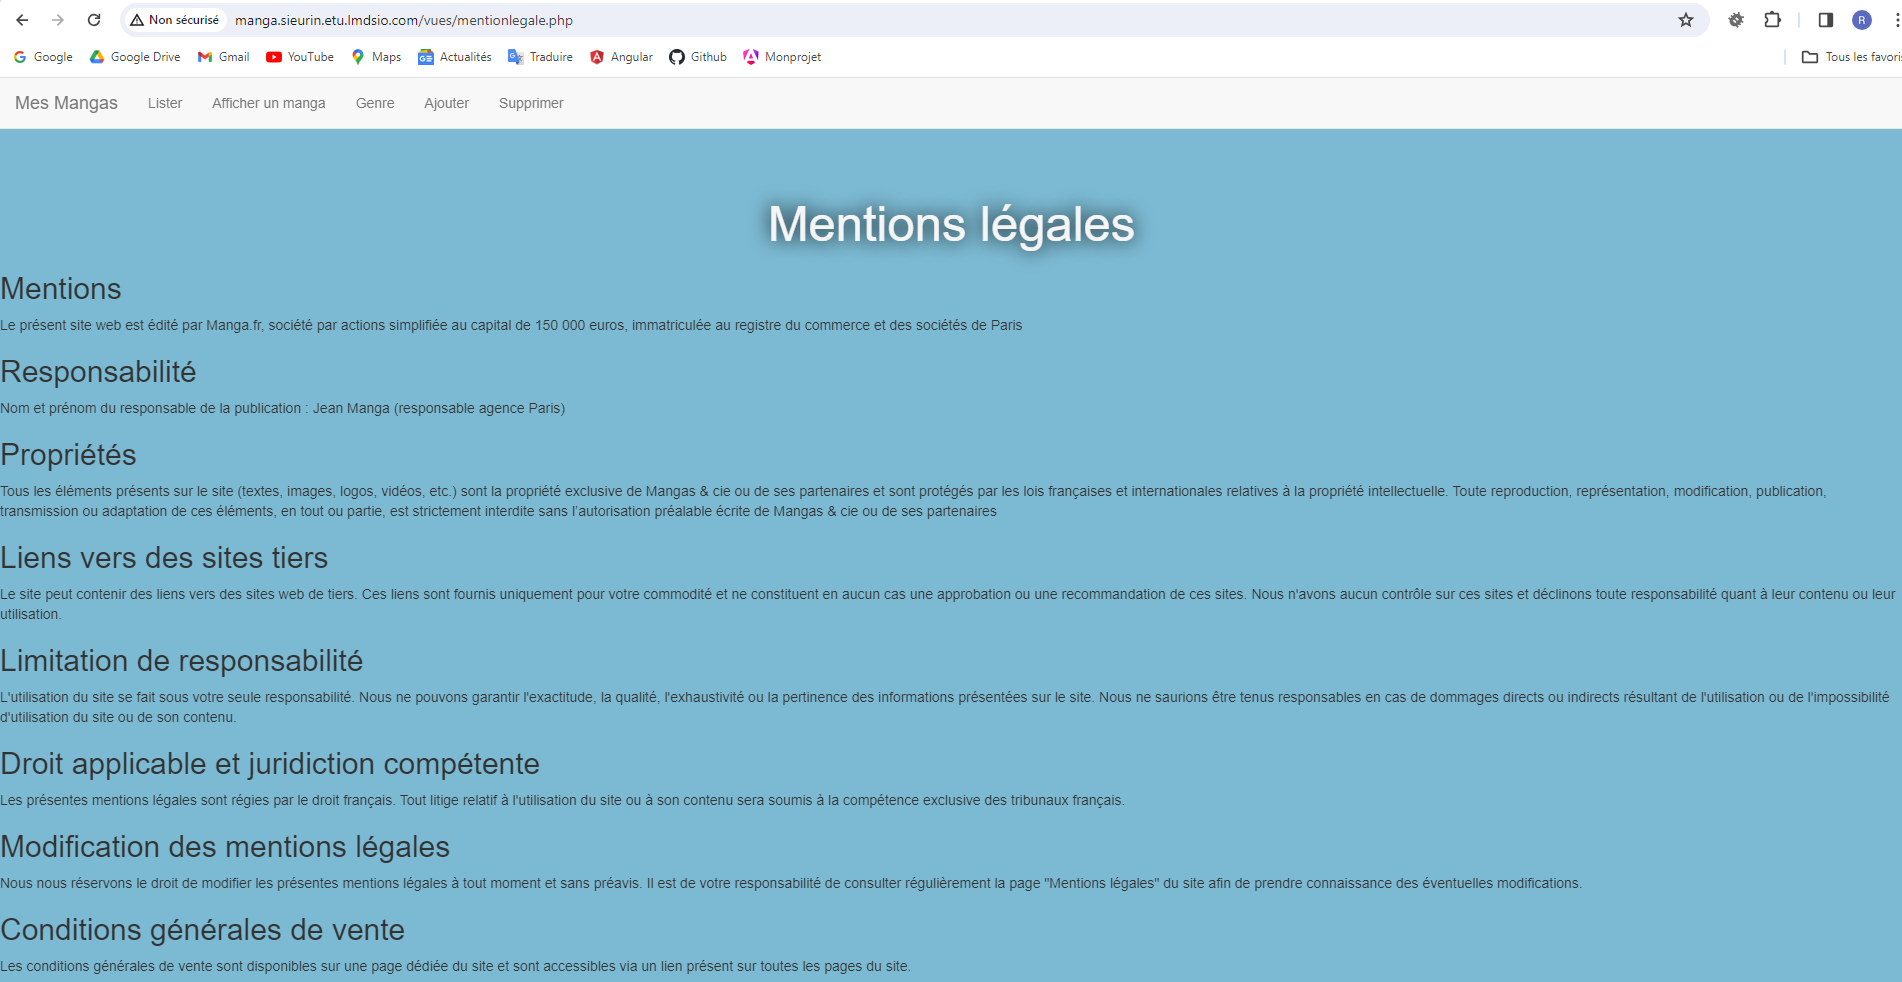 Non sécurisé manga.sieurin.etu.lmdsio.com/vues/mentionlegale.php R
Google Google Drive Gmail YouTube Maps Actualités Traduire Angular Github Monprojet Tous les favoris
Mes Mangas Lister Afficher un manga Genre Ajouter Supprimer
Mentions légales
Mentions
Le présent site web est édité par Manga.fr, société par actions simplifiée au capital de 150 000 euros, immatriculée au registre du commerce et des sociétés de Paris
Responsabilité
Nom et prénom du responsable de la publication : Jean Manga (responsable agence Paris)
Propriétés
Tous les éléments présents sur le site (textes, images, logos, vidéos, etc.) sont la propriété exclusive de Mangas & cie ou de ses partenaires et sont protégés par les lois françaises et internationales relatives à la propriété intellectuelle. Toute reproduction, représentation, modification, publication,
transmission ou adaptation de ces éléments, en tout ou partie, est strictement interdite sans l'autorisation préalable écrite de Mangas & cie ou de ses partenaires
Liens vers des sites tiers
Le site peut contenir des liens vers des sites web de tiers. Ces liens sont fournis uniquement pour votre commodité et ne constituent en aucun cas une approbation ou une recommandation de ces sites. Nous n'avons aucun contrôle sur ces sites et déclinons toute responsabilité quant à leur contenu ou leur
utilisation.
Limitation de responsabilité
L'utilisation du site se fait sous votre seule responsabilité. Nous ne pouvons garantir l'exactitude, la qualité, l'exhaustivité ou la pertinence des informations présentées sur le site. Nous ne saurions être tenus responsables en cas de dommages directs ou indirects résultant de l'utilisation ou de l'impossibilité
d'utilisation du site ou de son contenu.
Droit applicable et juridiction compétente
Les présentes mentions légales sont régies par le droit français. Tout litige relatif à l'utilisation du site ou à son contenu sera soumis à la compétence exclusive des tribunaux français.
Modification des mentions légales
Nous nous réservons le droit de modifier les présentes mentions légales à tout moment et sans préavis. Il est de votre responsabilité de consulter régulièrement la page "Mentions légales" du site afin de prendre connaissance des éventuelles modifications.
Conditions générales de vente
Les conditions générales de vente sont disponibles sur une page dédiée du site et sont accessibles via un lien présent sur toutes les pages du site.